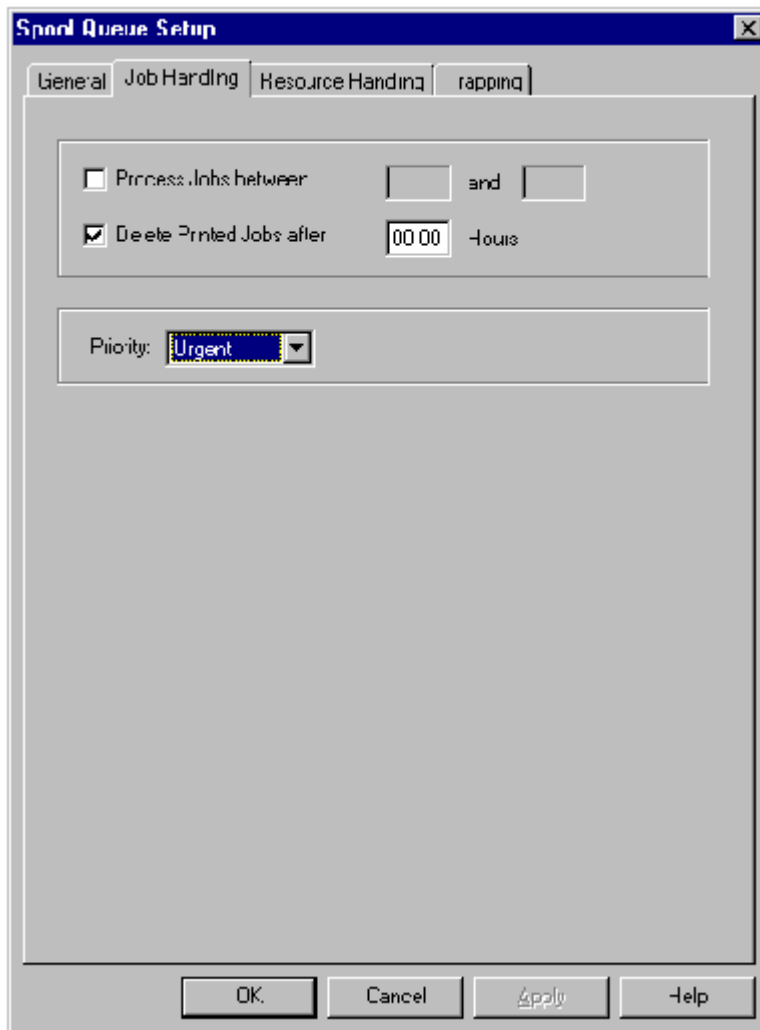 Spool Queue Setup
General Job Handling Resource Handling Trapping
Process Jobs between and
Delete Printed Jobs after 00:00 Hours
Priority: Urgent
OK Cancel Apply Help